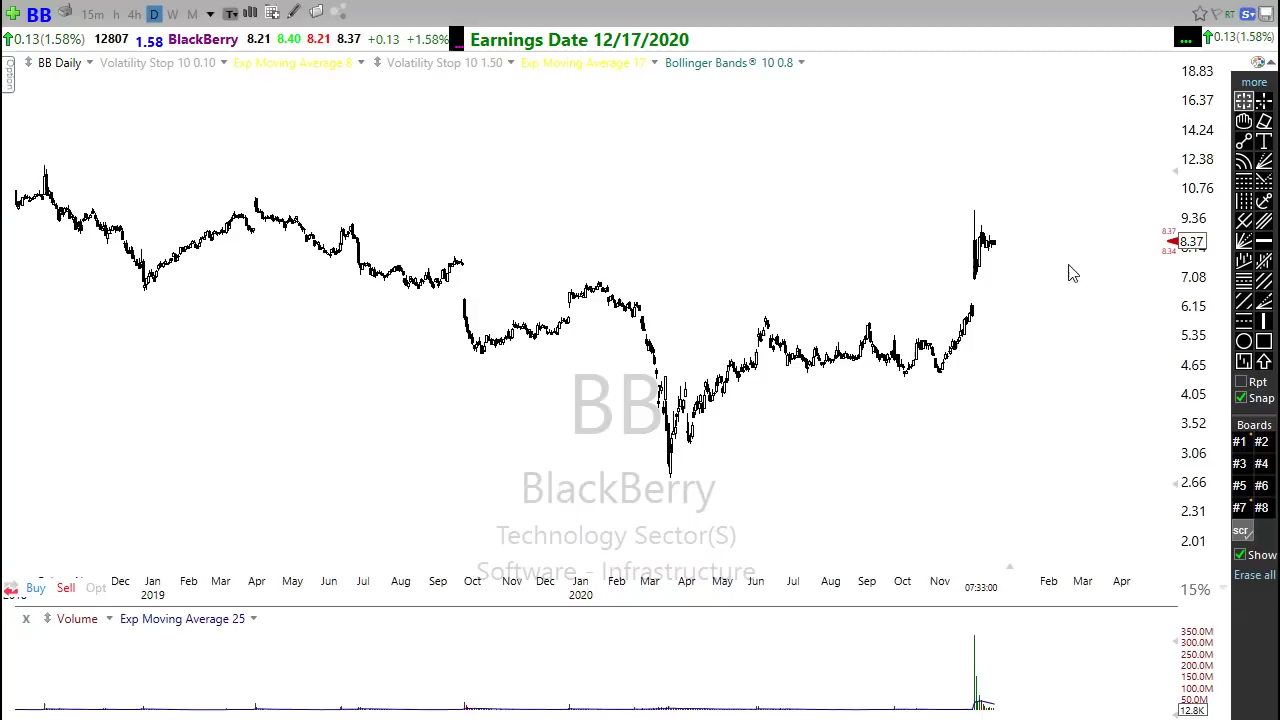 BB 15m h 4h D W M T RT S
0.13(1.58%) 12807 1.58 BlackBerry 8.21 8.40 8.21 8.37 +0.13 +1.58% ... Earnings Date 12/17/2020 ... 0.13(1.58%)
Option BB Daily Volatility Stop 10 0.10 Exp Moving Average 8 Volatility Stop 10 1.50 Exp Moving Average 17 Bollinger Bands® 10 0.8
18.83
16.37
14.24
12.38
10.76
9.36
8.37
8.37
8.34
7.08
6.15
5.35
4.65
4.05
3.52
3.06
2.66
2.31
2.01
15%
more
T
Rpt
Snap
Boards
#1 #2
#3 #4
#5 #6
#7 #8
scr
Show
Erase all
BB
BlackBerry
Technology Sector(S)
Software - Infrastructure
Dec Jan Feb Mar Apr May Jun Jul Aug Sep Oct Nov Dec Jan Feb Mar Apr Jun Jul Aug Sep Oct Nov Feb Mar Apr
Buy Sell Opt 2019 2020 07:33:00
x Volume Exp Moving Average 25
350.0M
300.0M
250.0M
200.0M
150.0M
100.0M
50.0M
12.8K